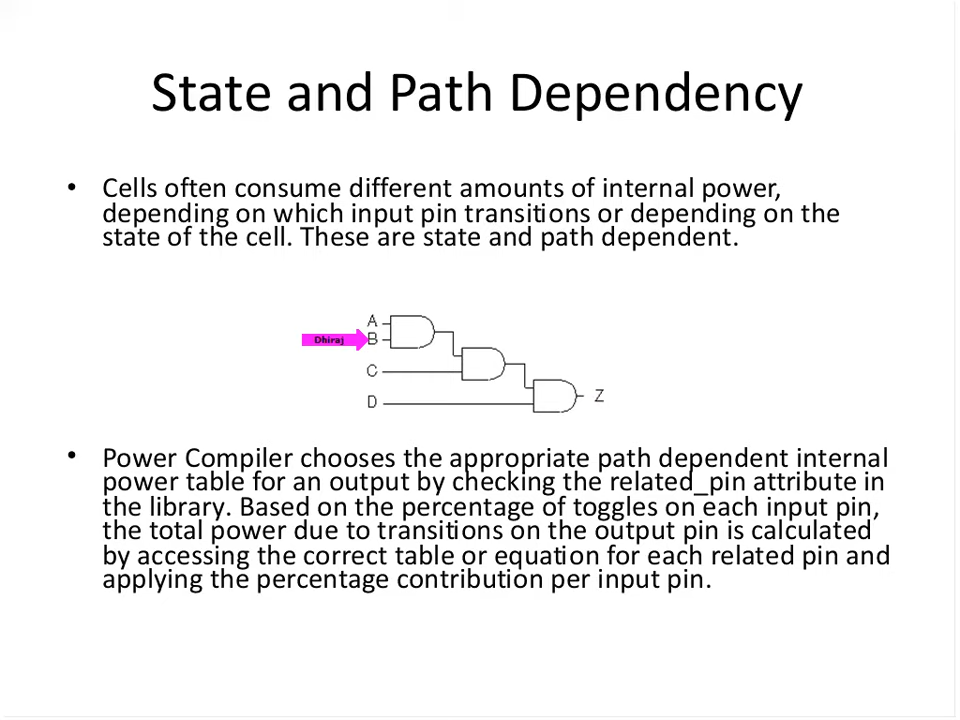 State and Path Dependency
• Cells often consume different amounts of internal power,
depending on which input pin transitions or depending on the
state of the cell. These are state and path dependent.
A
Dhiraj B
C
D
Z
• Power Compiler chooses the appropriate path dependent internal
power table for an output by checking the related_pin attribute in
the library. Based on the percentage of toggles on each input pin,
the total power due to transitions on the output pin is calculated
by accessing the correct table or equation for each related pin and
applying the percentage contribution per input pin.